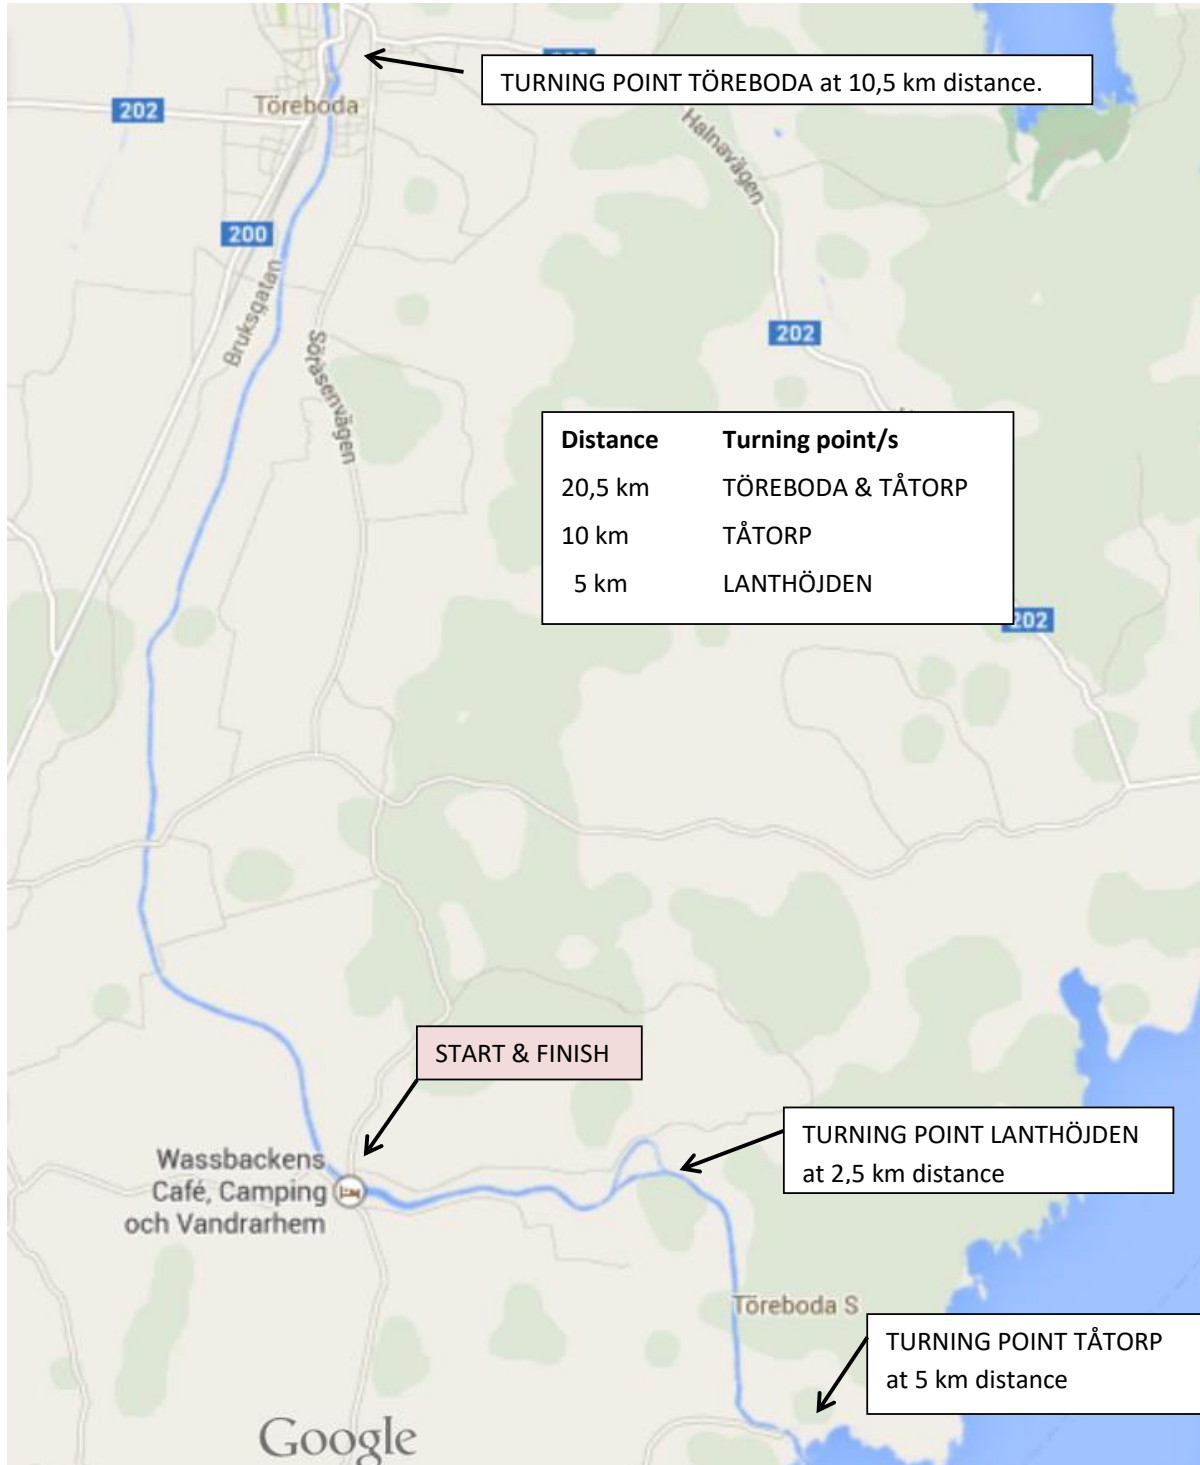 TURNING POINT TÖREBODA at 10,5 km distance.
202
Töreboda
Halnavägen
200
Bruksgatan
Söråsenvägen
202
Distance Turning point/s
20,5 km TÖREBODA & TÅTORP
10 km TÅTORP
5 km LANTHÖJDEN
202
START & FINISH
TURNING POINT LANTHÖJDEN
at 2,5 km distance
Wassbackens
Café, Camping
och Vandrarhem
Töreboda S
TURNING POINT TÅTORP
at 5 km distance
Google